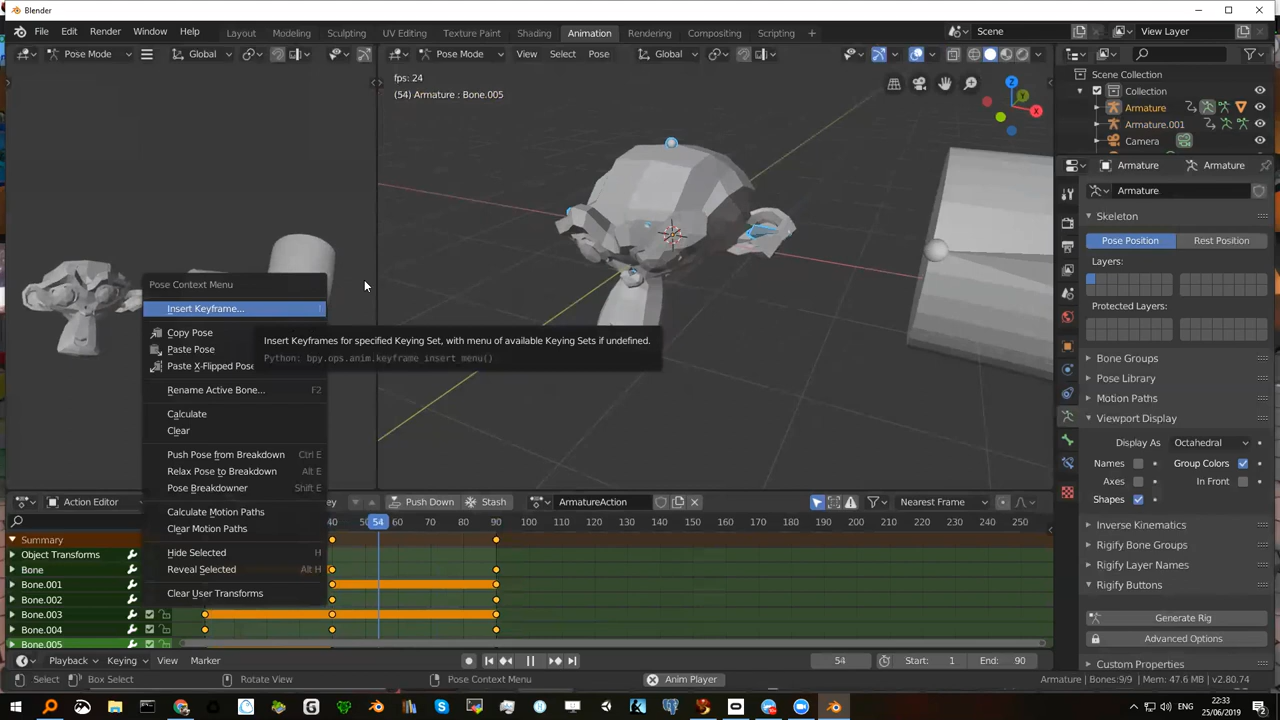 Blender
File Edit Render Window Help Layout Modeling Sculpting UV Editing Texture Paint Shading Animation Rendering Compositing Scripting + Scene View Layer
Pose Mode Global Pose Mode View Select Pose Global
fps: 24
(54) Armature : Bone.005
Z
Y
X
Scene Collection
Collection
Armature
Armature.001
Camera
Armature Armature
Armature
Skeleton
Pose Position Rest Position
Layers:
Protected Layers:
Bone Groups
Pose Library
Motion Paths
Viewport Display
Display As Octahedral
Names Group Colors
Axes In Front
Shapes
Inverse Kinematics
Rigify Bone Groups
Rigify Layer Names
Rigify Buttons
Generate Rig
Advanced Options
Custom Properties
Pose Context Menu
Insert Keyframe... I
Copy Pose
Paste Pose
Paste X-Flipped Pose
Rename Active Bone... F2
Calculate
Clear
Push Pose from Breakdown Ctrl E
Relax Pose to Breakdown Alt E
Pose Breakdowner Shift E
Calculate Motion Paths
Clear Motion Paths
Hide Selected H
Reveal Selected Alt H
Clear User Transforms
Insert Keyframes for specified Keying Set, with menu of available Keying Sets if undefined.
Python: bpy.ops.anim.keyframe_insert_menu()
Action Editor Push Down Stash ArmatureAction Nearest Frame
40 50 54 60 70 80 90 100 110 120 130 140 150 160 170 180 190 200 210 220 230 240 250
Summary
Object Transforms
Bone
Bone.001
Bone.002
Bone.003
Bone.004
Bone.005
Playback Keying View Marker 54 Start: 1 End: 90
Select Box Select Rotate View Pose Context Menu Anim Player Armature | Bones:9/9 | Mem: 47.6 MB | v2.80.74
22:33
25/06/2019